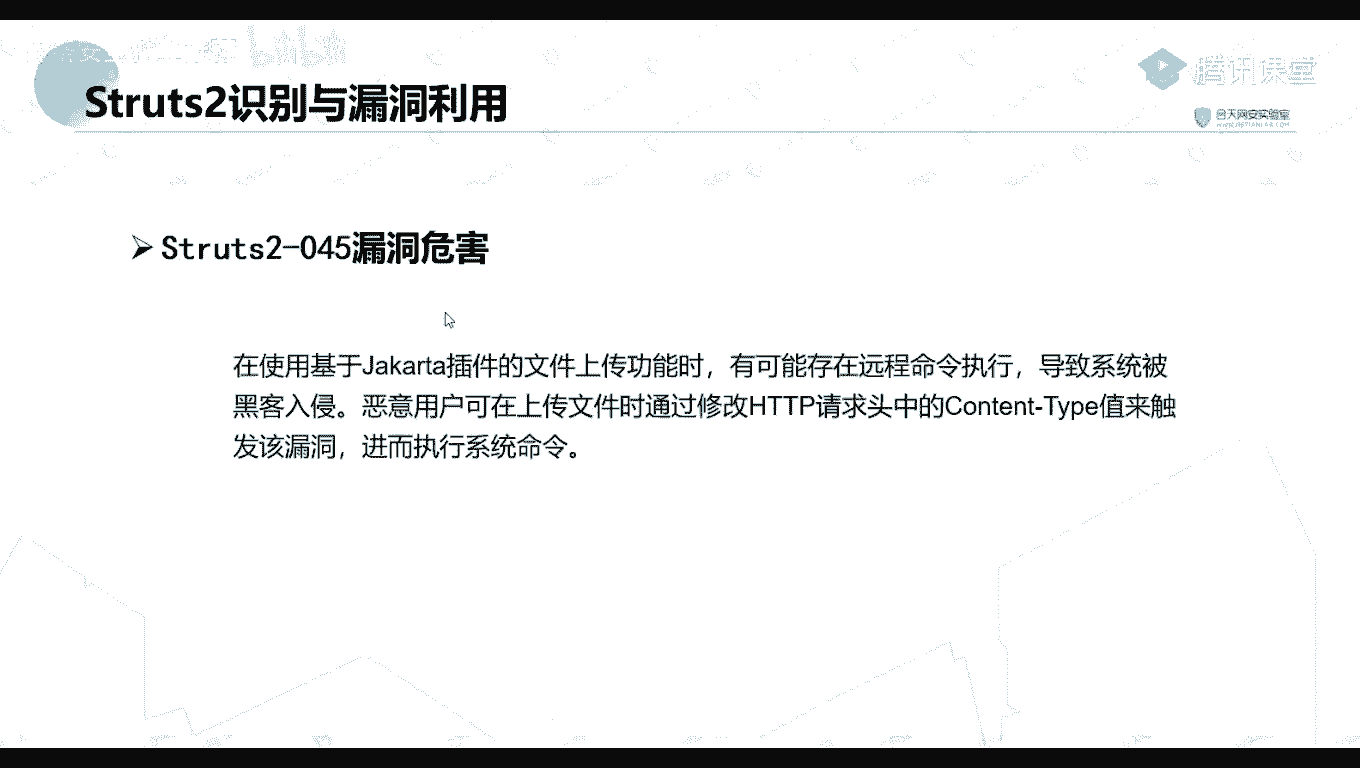 Struts2识别与漏洞利用
腾讯课堂
合天网安实验室
Struts2-045漏洞危害
在使用基于Jakarta插件的文件上传功能时，有可能存在远程命令执行，导致系统被
黑客入侵。恶意用户可在上传文件时通过修改HTTP请求头中的Content-Type值来触
发该漏洞，进而执行系统命令。